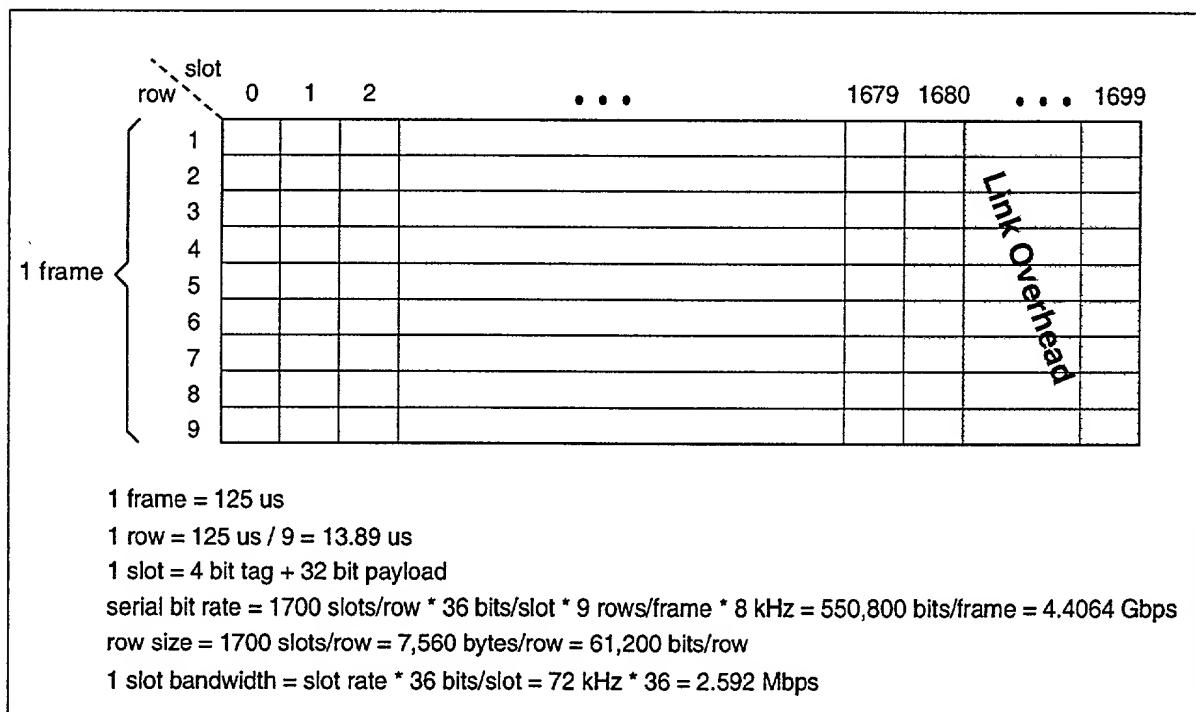 slot
row 0 1 2 • • • 1679 1680 • • • 1699
1
2
3
4
1 frame
5
6
7
8
9
Link Overhead
1 frame = 125 us
1 row = 125 us / 9 = 13.89 us
1 slot = 4 bit tag + 32 bit payload
serial bit rate = 1700 slots/row * 36 bits/slot * 9 rows/frame * 8 kHz = 550,800 bits/frame = 4.4064 Gbps
row size = 1700 slots/row = 7,560 bytes/row = 61,200 bits/row
1 slot bandwidth = slot rate * 36 bits/slot = 72 kHz * 36 = 2.592 Mbps